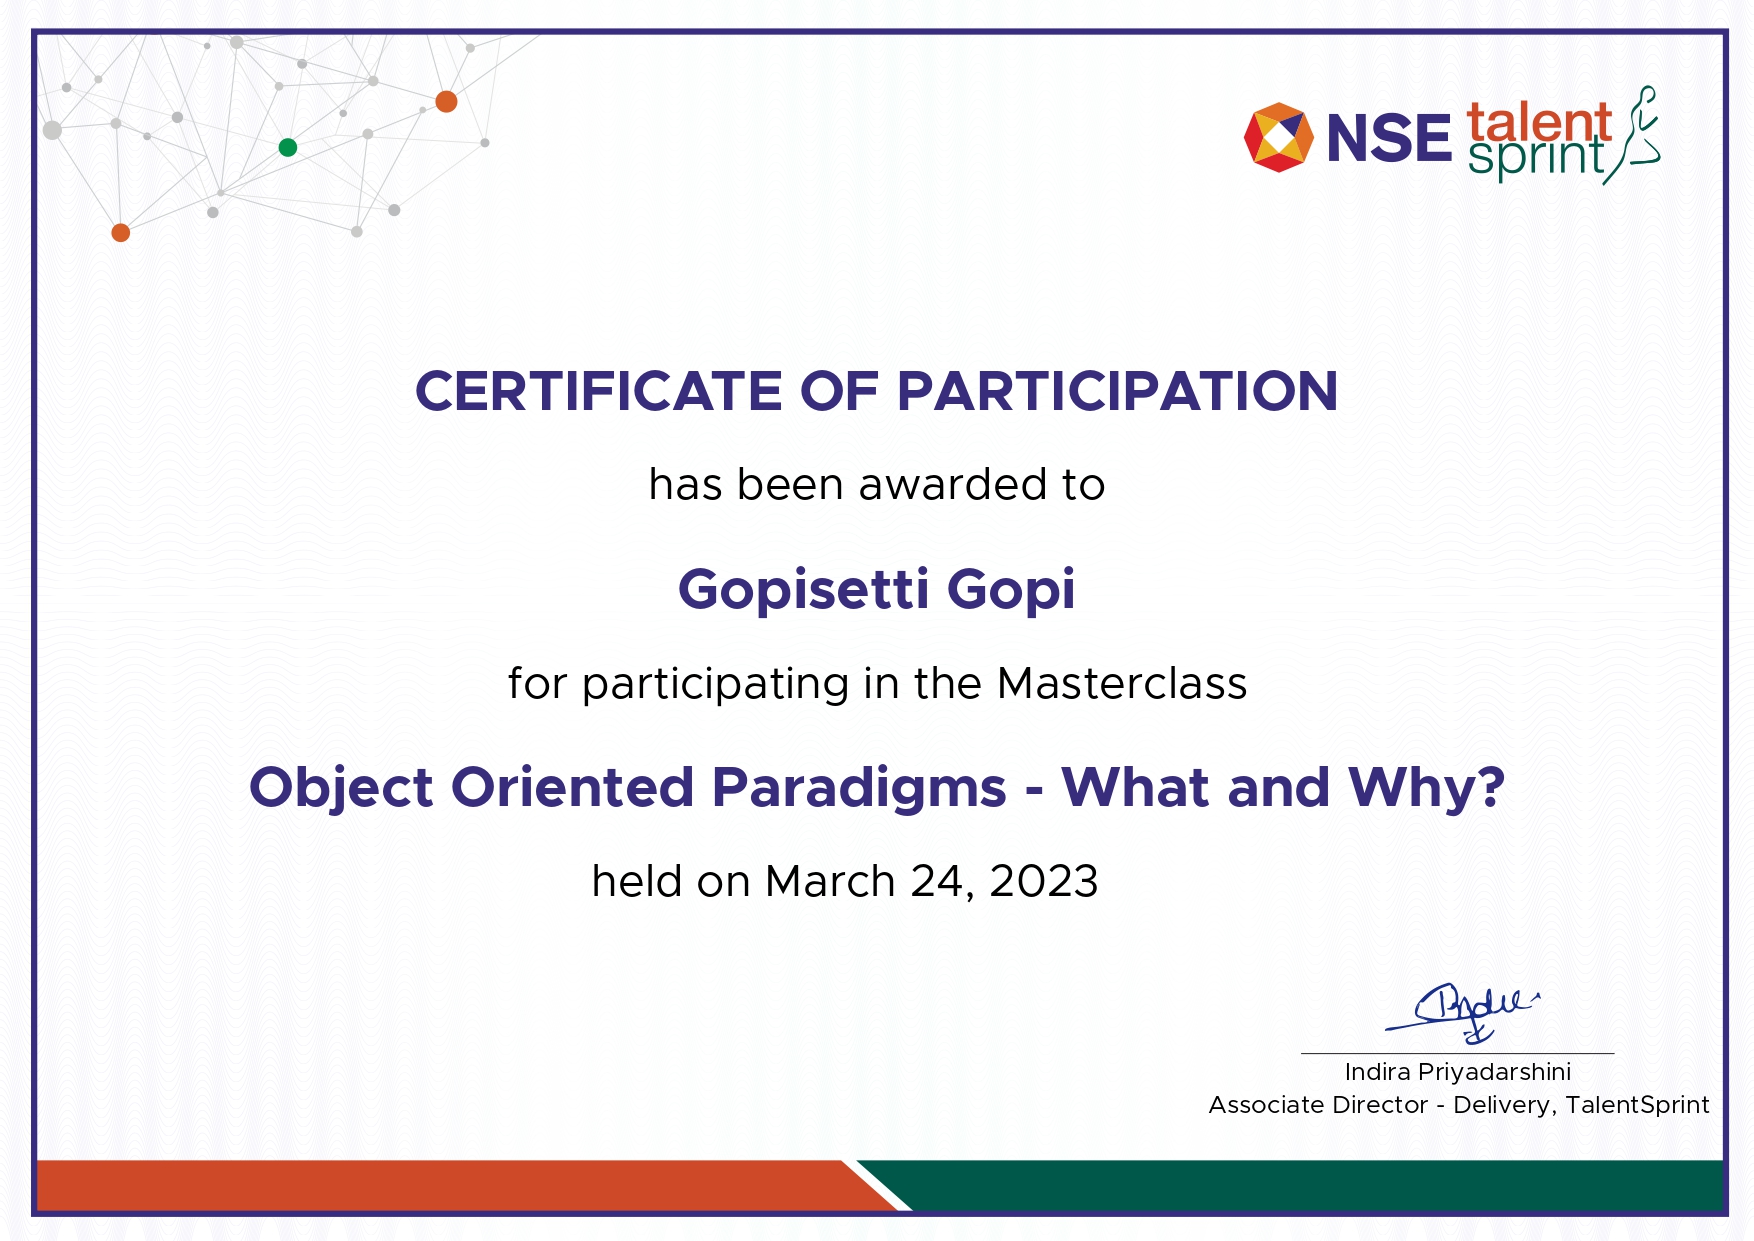 NSE talent
sprint
CERTIFICATE OF PARTICIPATION
has been awarded to
Gopisetti Gopi
for participating in the Masterclass
Object Oriented Paradigms - What and Why?
held on March 24, 2023
Indira Priyadarshini
Associate Director - Delivery, TalentSprint